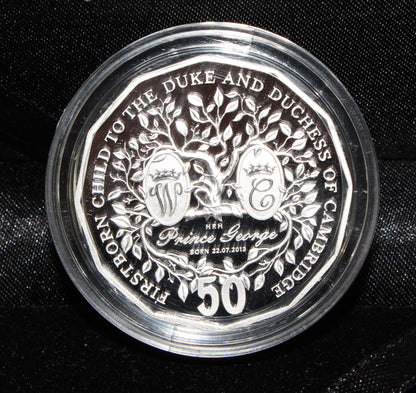 FIRSTBORN CHILD TO THE DUKE AND DUCHESS OF CAMBRIDGE
W C
HRH
Prince George
BORN 22.07.2013
50